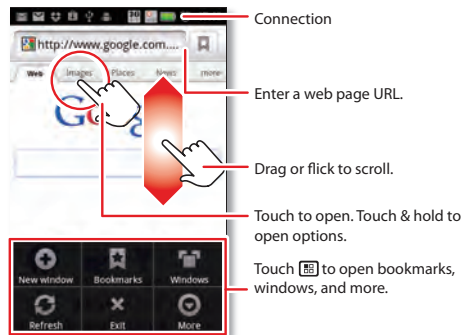 Connection
http://www.google.com....
Enter a web page URL.
Web Images Places News more
Drag or flick to scroll.
Touch to open. Touch & hold to
open options.
Touch to open bookmarks,
windows, and more.
New window Bookmarks Windows
Refresh Exit More